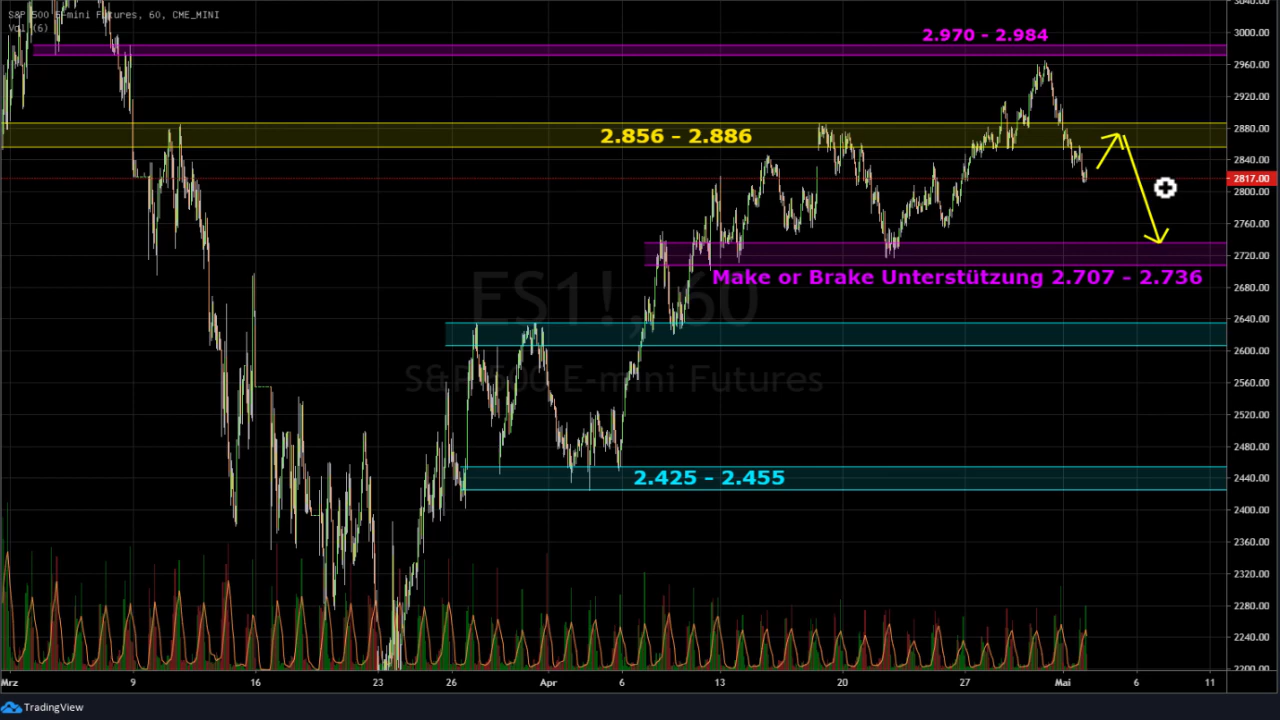 S&P 500 E-mini Futures, 60, CME_MINI
Vol (6)
3040.00
3000.00
2960.00
2920.00
2880.00
2840.00
2817.00
2800.00
2760.00
2720.00
2680.00
2640.00
2600.00
2560.00
2520.00
2480.00
2440.00
2400.00
2360.00
2320.00
2280.00
2240.00
2200.00
2.970 - 2.984
2.856 - 2.886
Make or Brake Unterstützung 2.707 - 2.736
ES1!, 60
S&P 500 E-mini Futures
2.425 - 2.455
Mrz 9 16 23 26 Apr 6 13 20 27 Mai 6 11
TradingView